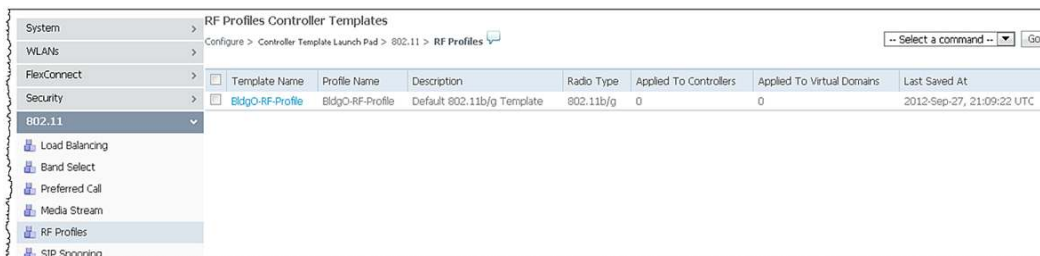 RF Profiles Controller Templates
Configure > Controller Template Launch Pad > 802.11 > RF Profiles
-- Select a command -- Go
System >
WLANs >
FlexConnect >
Security >
802.11
Load Balancing
Band Select
Preferred Call
Media Stream
RF Profiles
SIP Snooping
Template Name Profile Name Description Radio Type Applied To Controllers Applied To Virtual Domains Last Saved At
BldgO-RF-Profile BldgO-RF-Profile Default 802.11b/g Template 802.11b/g 0 0 2012-Sep-27, 21:09:22 UTC